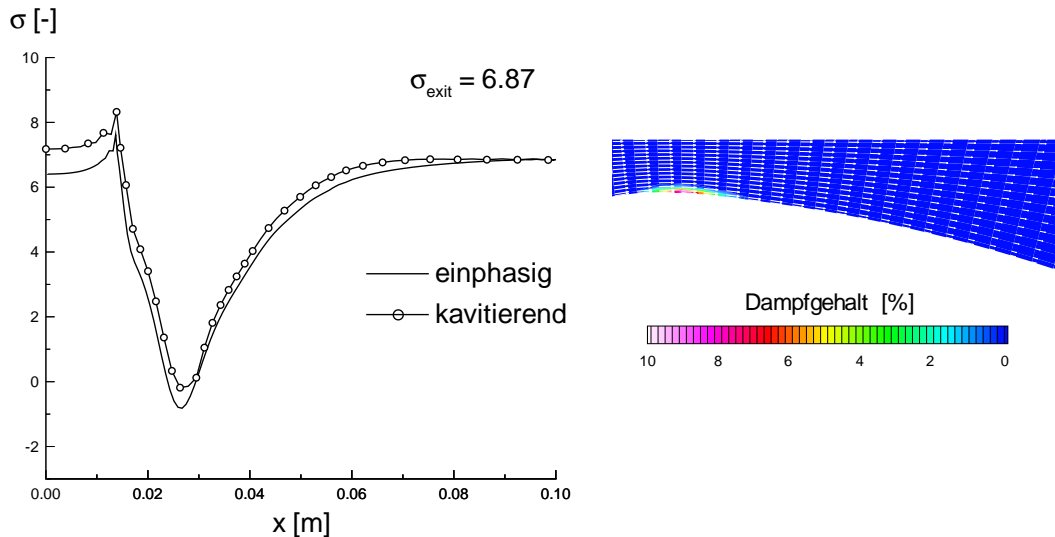 σ [-]
10
8
6
4
2
0
-2
0.00 0.02 0.04 0.06 0.08 0.10
x [m]
σexit = 6.87
einphasig
kavitierend
Dampfgehalt [%]
10 8 6 4 2 0